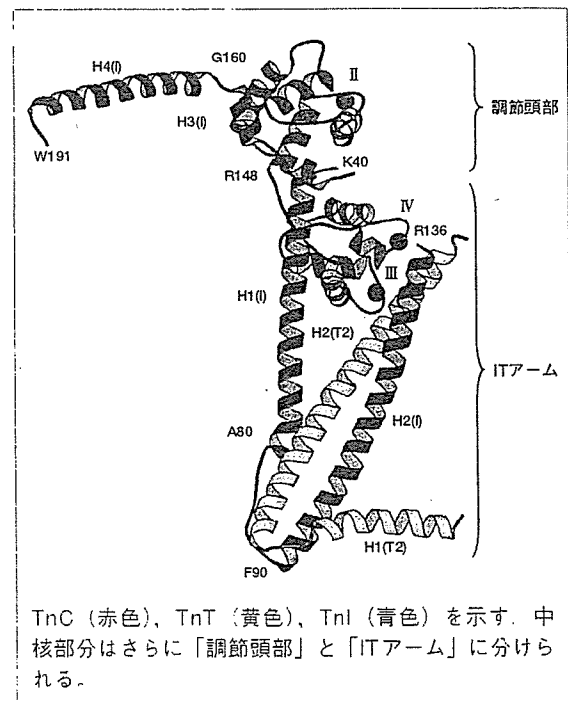 G160
H4(I)
II
調節頭部
H3(I)
W191
K40
R148
IV
R136
III
H1(I)
H2(T2)
ITアーム
H2(I)
A80
H1(T2)
F90
TnC（赤色），TnT（黄色），TnI（青色）を示す．中
核部分はさらに「調節頭部」と「ITアーム」に分けら
れる。